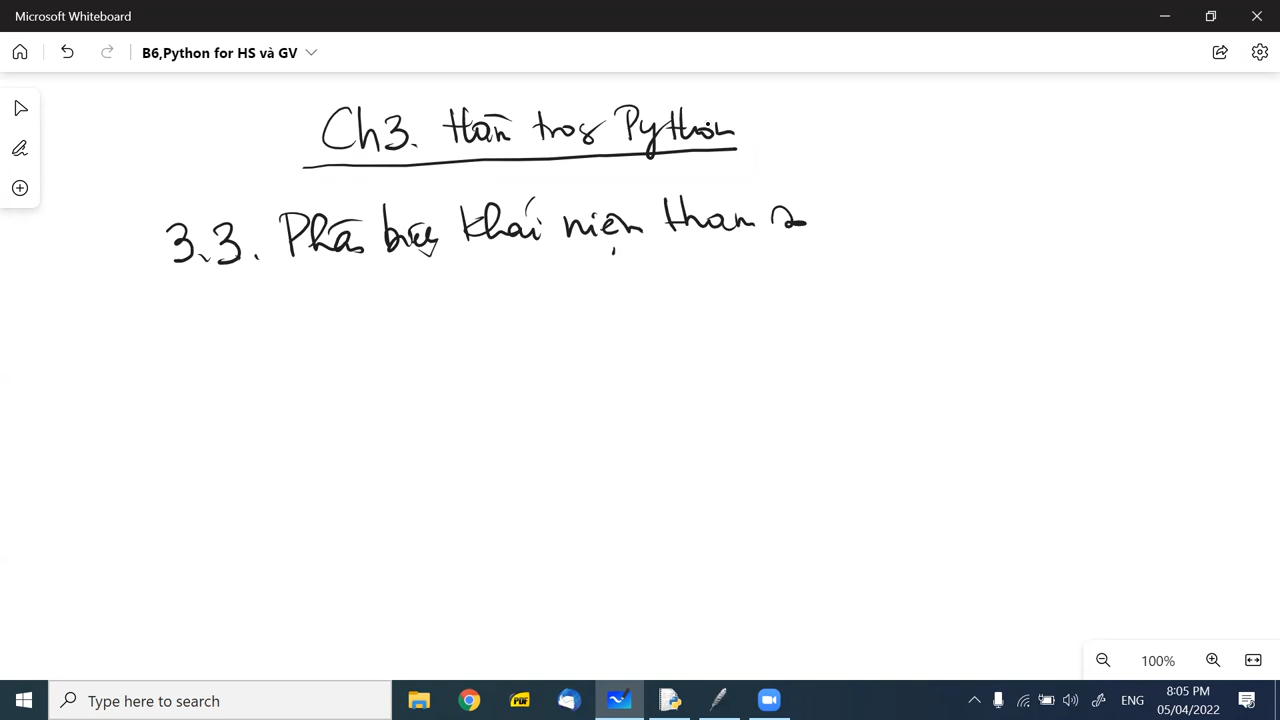 Microsoft Whiteboard
B6,Python for HS và GV
Ch3. Hàm trong Python
3.3. Phân biệt khái niệm tham
100%
Type here to search
ENG
8:05 PM
05/04/2022